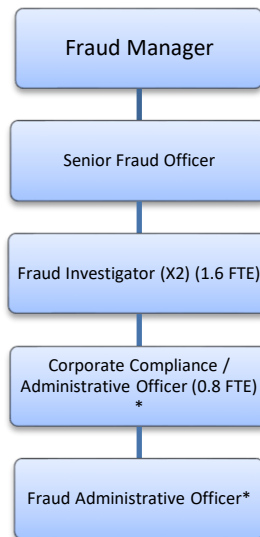 Fraud Manager
Senior Fraud Officer
Fraud Investigator (X2) (1.6 FTE)
Corporate Compliance /
Administrative Officer (0.8 FTE)
*
Fraud Administrative Officer*